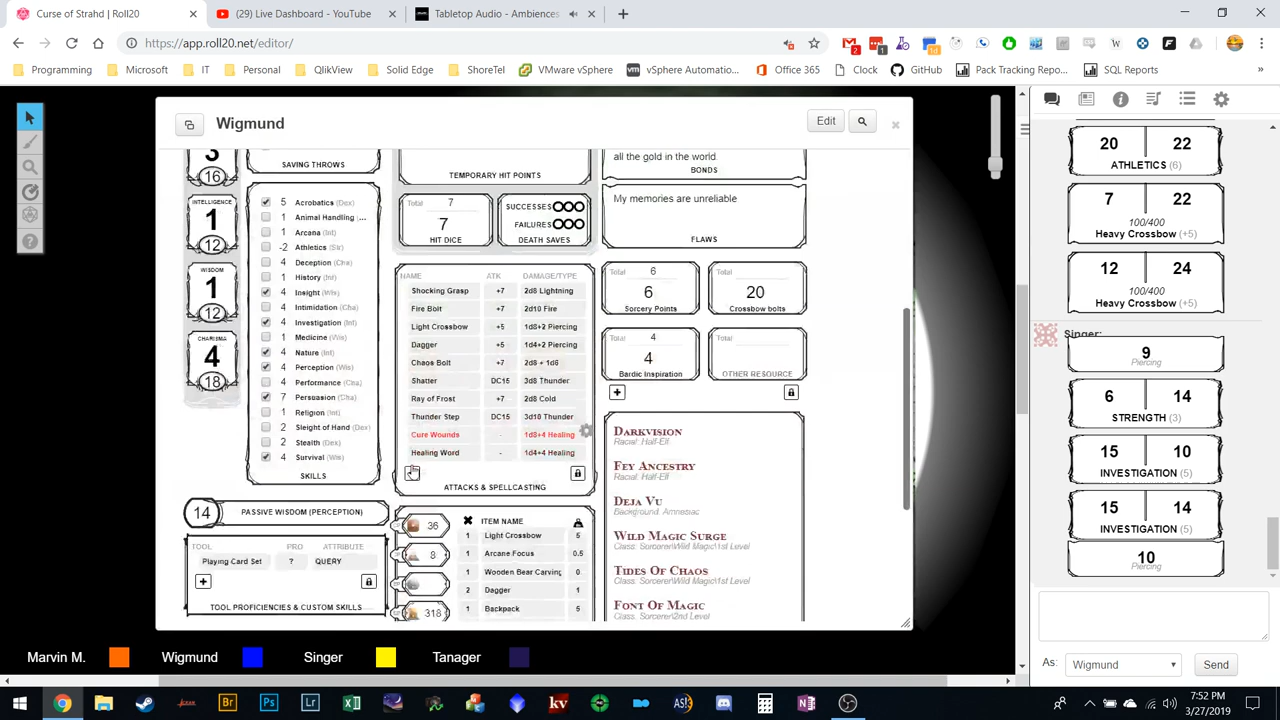 Curse of Strahd | Roll20
(29) Live Dashboard - YouTube
Tabletop Audio - Ambiences
https://app.roll20.net/editor/
Programming
Microsoft
IT
Personal
QlikView
Solid Edge
ShoreTel
VMware vSphere
vSphere Automatio...
Office 365
Clock
GitHub
Pack Tracking Repo...
SQL Reports
Wigmund
Edit
3
16
SAVING THROWS
INTELLIGENCE
1
12
WISDOM
1
12
CHARISMA
4
18
5 Acrobatics (Dex)
1 Animal Handling (...
1 Arcana (Int)
-2 Athletics (Str)
4 Deception (Cha)
1 History (Int)
4 Insight (Wis)
4 Intimidation (Cha)
4 Investigation (Int)
1 Medicine (Wis)
4 Nature (Int)
4 Perception (Wis)
4 Performance (Cha)
7 Persuasion (Cha)
1 Religion (Int)
2 Sleight of Hand (Dex)
2 Stealth (Dex)
4 Survival (Wis)
SKILLS
14 PASSIVE WISDOM (PERCEPTION)
TOOL PRO ATTRIBUTE
Playing Card Set ? QUERY
TOOL PROFICIENCIES & CUSTOM SKILLS
TEMPORARY HIT POINTS
Total 7
7
HIT DICE
SUCCESSES
FAILURES
DEATH SAVES
NAME ATK DAMAGE/TYPE
Shocking Grasp +7 2d8 Lightning
Fire Bolt +7 2d10 Fire
Light Crossbow +5 1d8+2 Piercing
Dagger +5 1d4+2 Piercing
Chaos Bolt +7 2d8 + 1d6
Shatter DC15 3d8 Thunder
Ray of Frost +7 2d8 Cold
Thunder Step DC15 3d10 Thunder
Cure Wounds - 1d8+4 Healing
Healing Word - 1d4+4 Healing
ATTACKS & SPELLCASTING
36
8
318
ITEM NAME
1 Light Crossbow 5
1 Arcane Focus 0.5
1 Wooden Bear Carving 0
2 Dagger 1
1 Backpack 5
all the gold in the world.
BONDS
My memories are unreliable
FLAWS
Total 6
6
Sorcery Points
Total
20
Crossbow bolts
Total 4
4
Bardic Inspiration
Total
OTHER RESOURCE
DARKVISION
Racial: Half-Elf
FEY ANCESTRY
Racial: Half-Elf
DEJA VU
Background: Amnesiac
WILD MAGIC SURGE
Class: Sorcerer\Wild Magic\1st Level
TIDES OF CHAOS
Class: Sorcerer\Wild Magic\1st Level
FONT OF MAGIC
Class: Sorcerer\2nd Level
20 22
ATHLETICS (6)
7 22
100/400
Heavy Crossbow (+5)
12 24
100/400
Heavy Crossbow (+5)
Singer:
9
Piercing
6 14
STRENGTH (3)
15 10
INVESTIGATION (5)
15 14
INVESTIGATION (5)
10
Piercing
As: Wigmund
Send
Marvin M.
Wigmund
Singer
Tanager
7:52 PM
3/27/2019